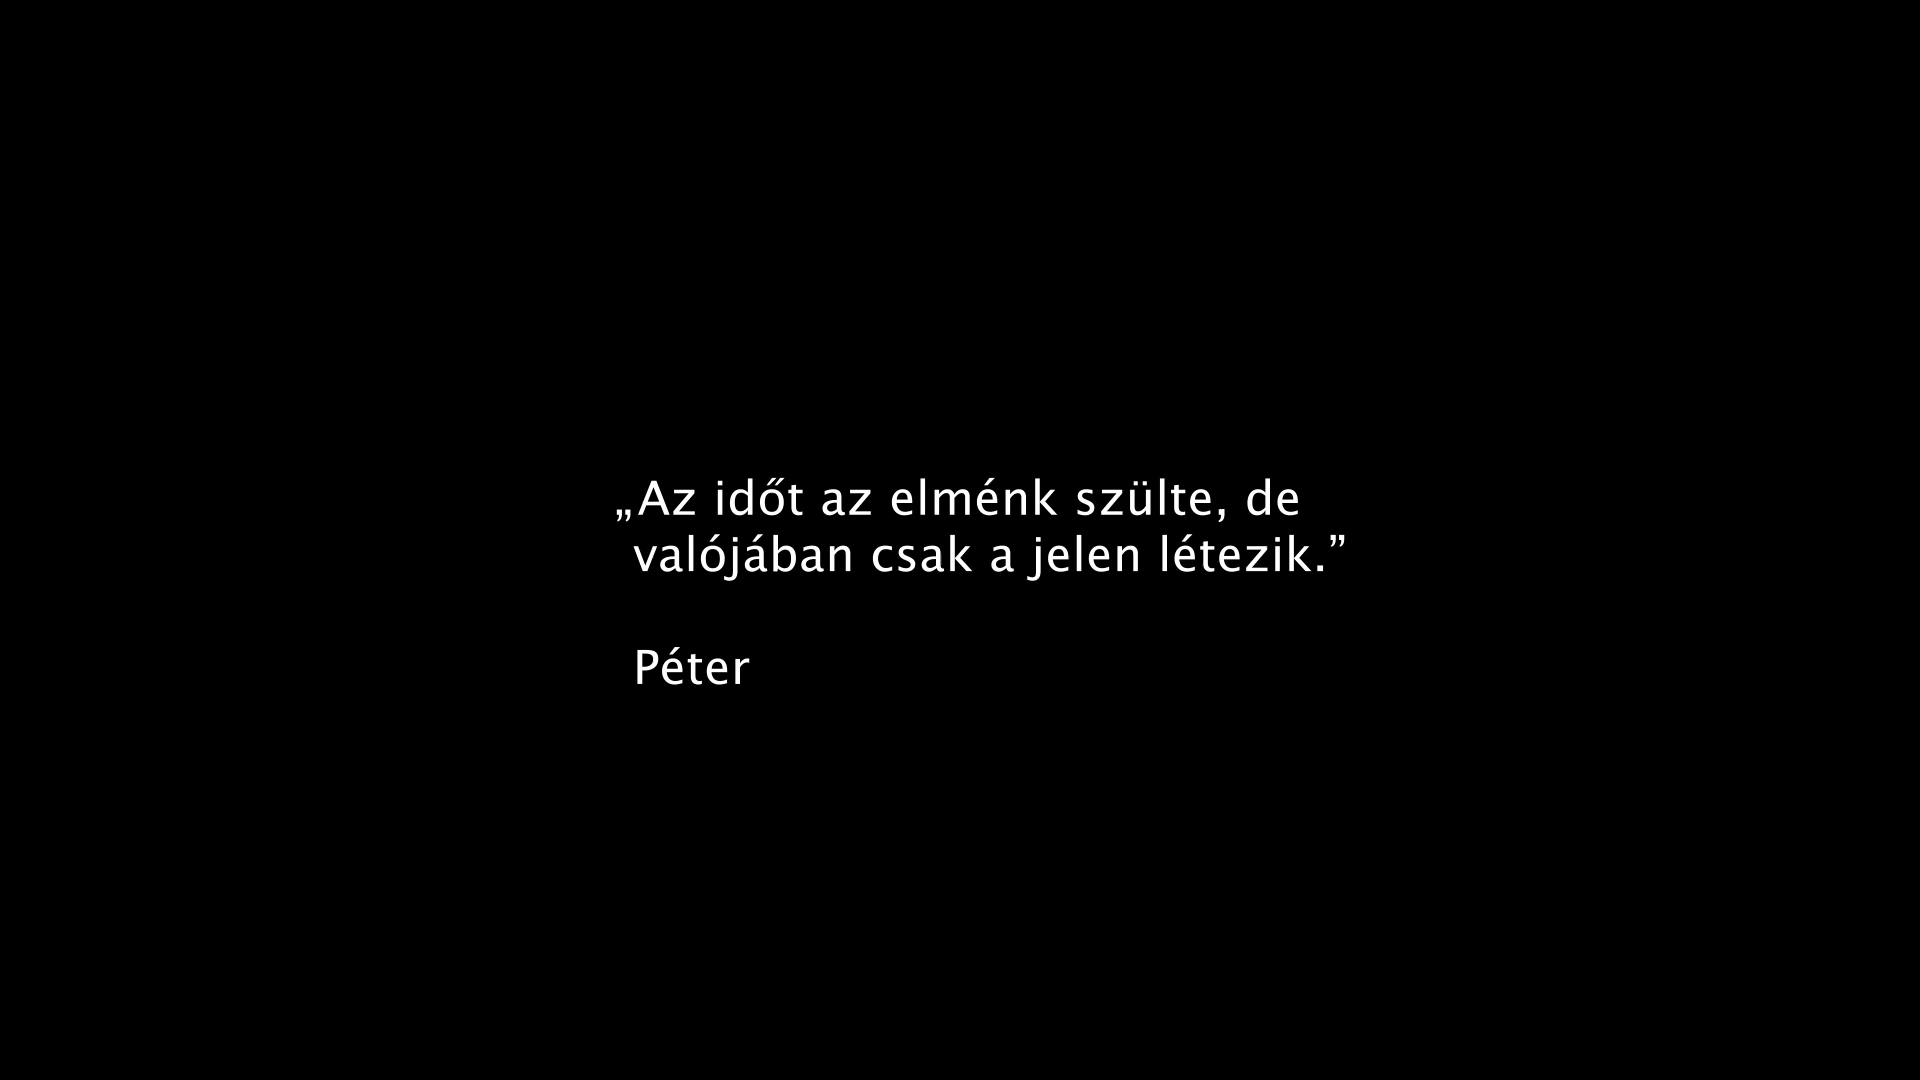 „Az időt az elménk szülte, de
valójában csak a jelen létezik.”
Péter